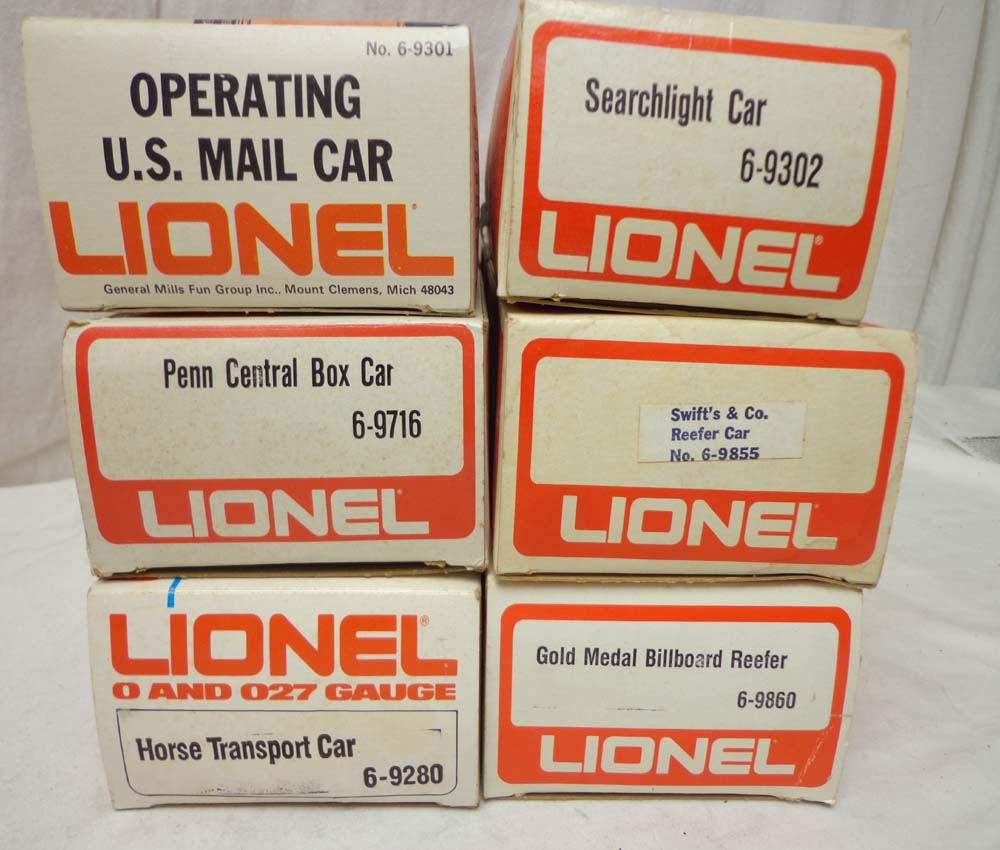 No. 6-9301
OPERATING
U.S. MAIL CAR
LIONEL
General Mills Fun Group Inc.. Mount Clemens, Mich 48043
Searchlight Car
6-9302
LIONEL®
Penn Central Box Car
6-9716
LIONEL
Swift's & Co.
Reefer Car
No. 6-9855
LIONEL
LIONEL®
O AND O27 GAUGE
Horse Transport Car
6-9280
Gold Medal Billboard Reefer
6-9860
LIONEL